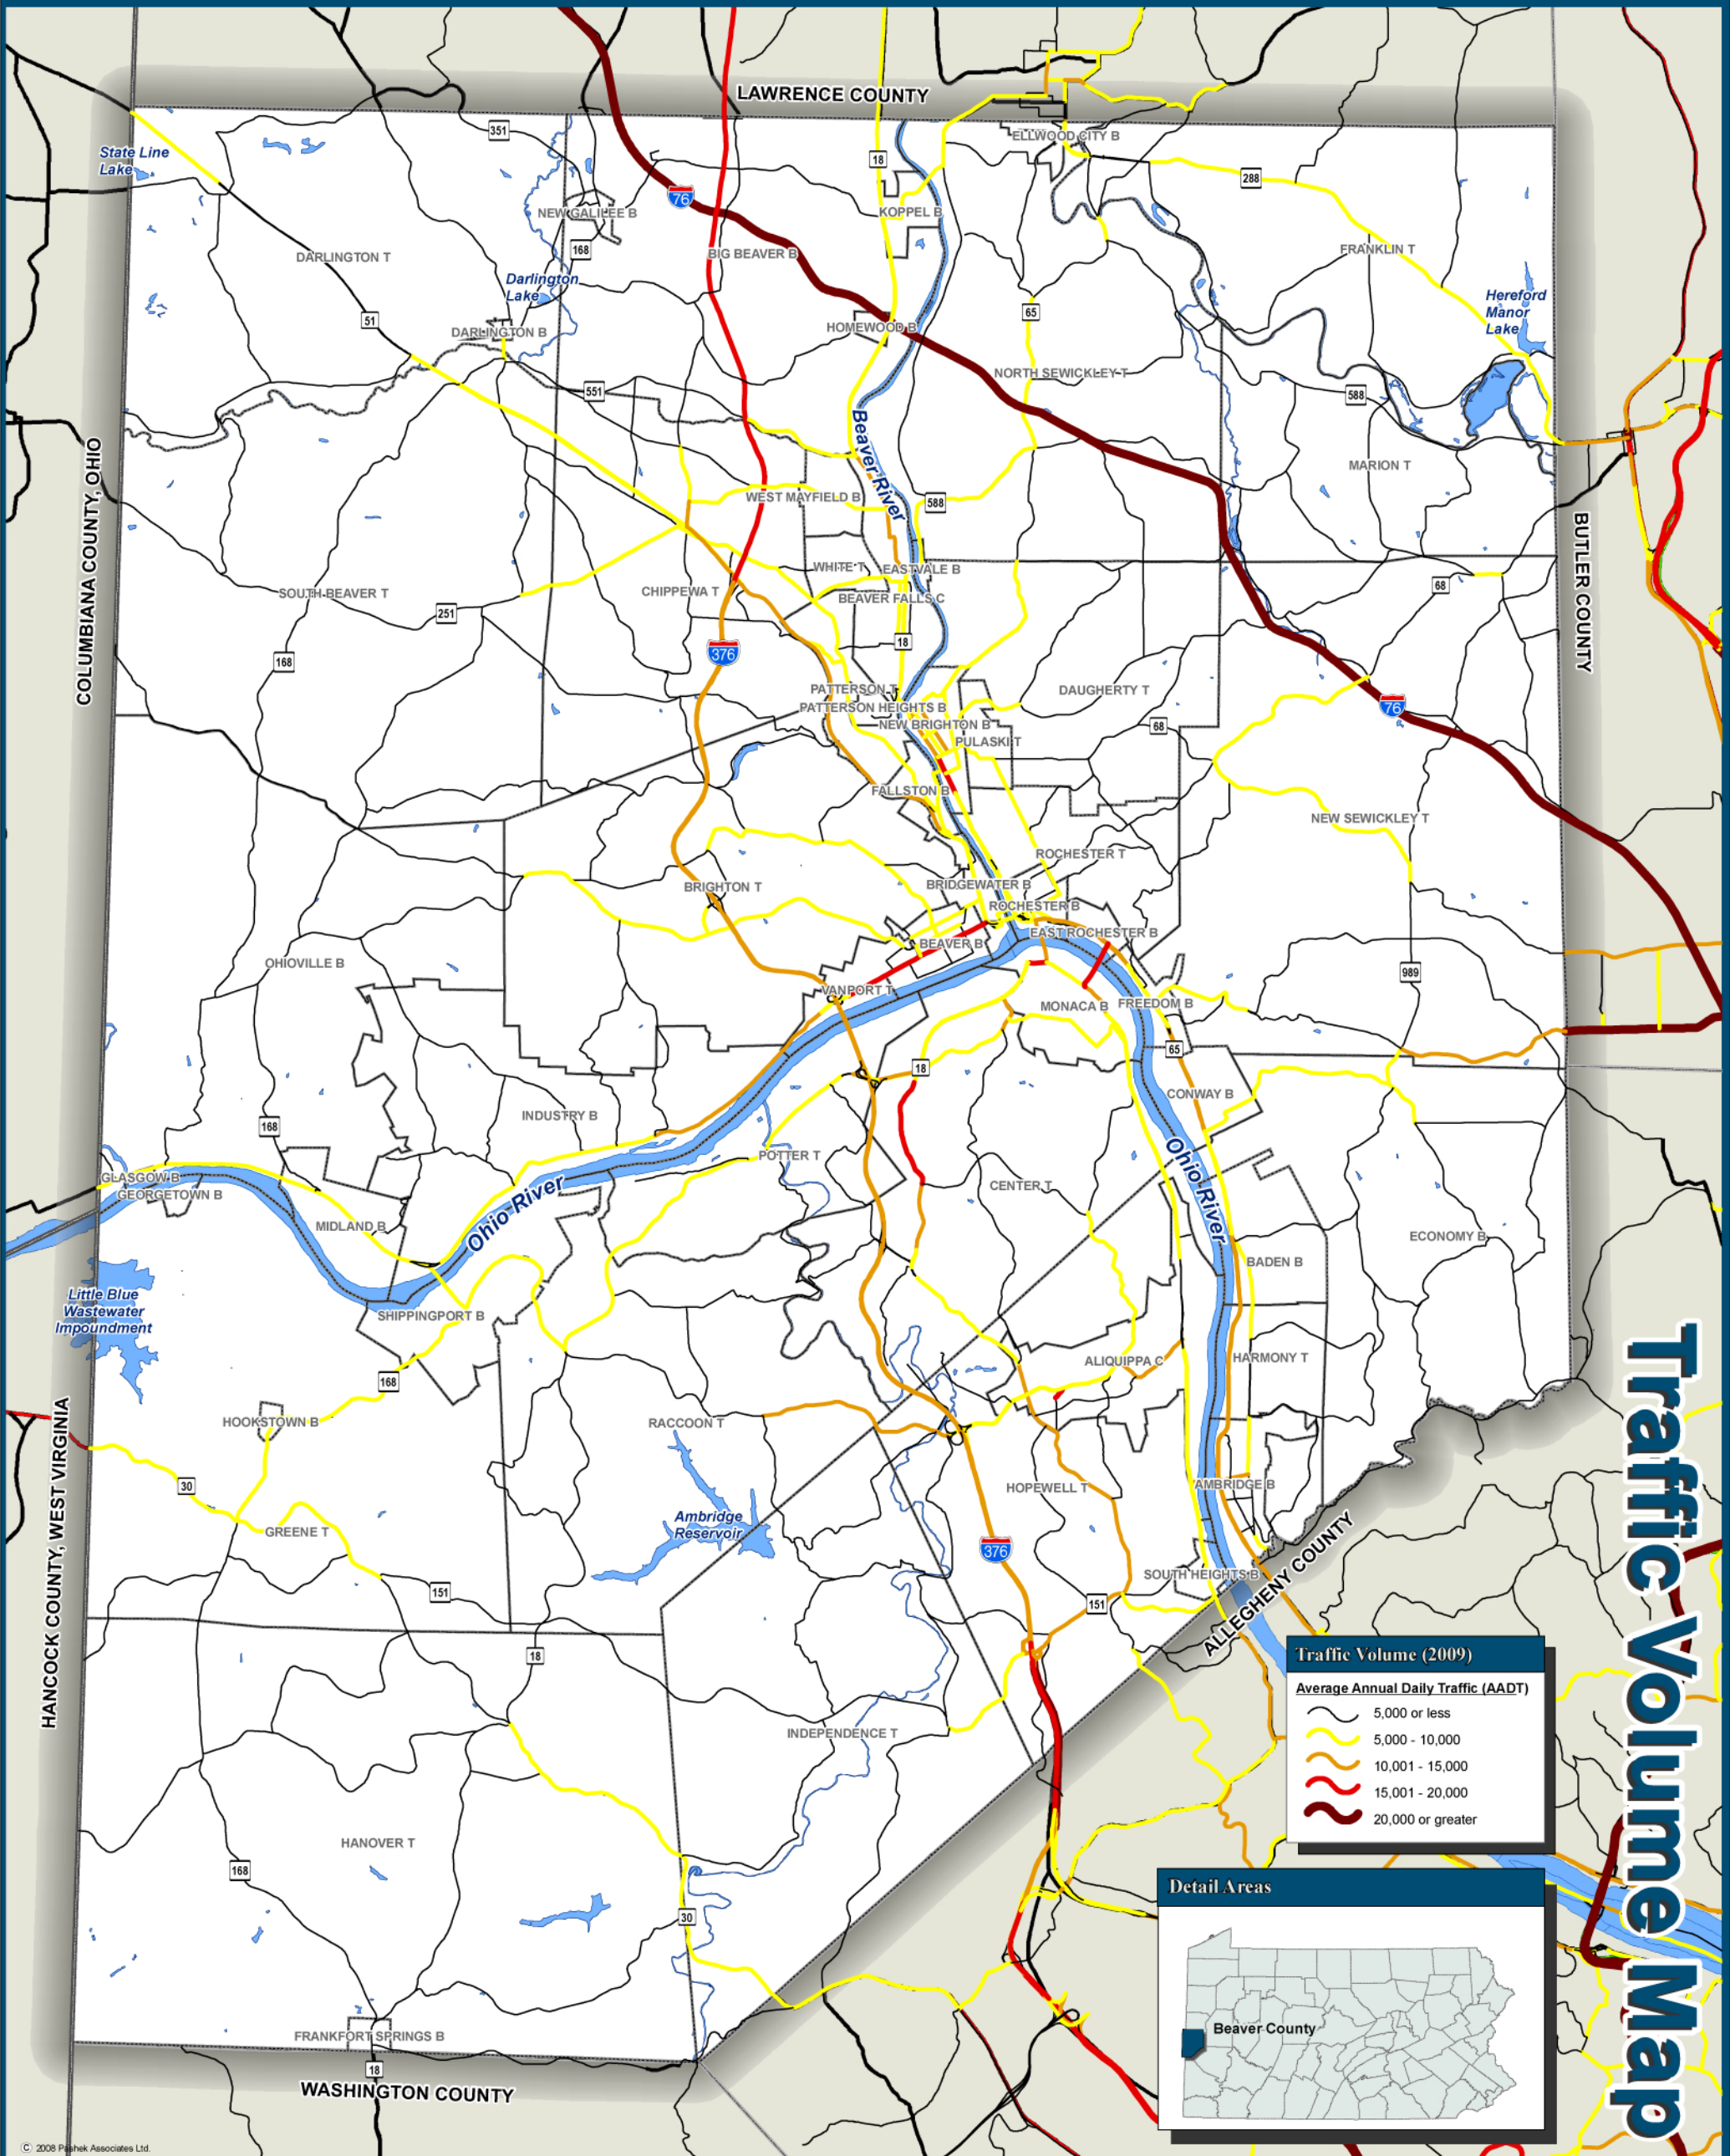 LAWRENCE COUNTY
ELLWOOD CITY B
351
State Line
Lake
18
288
76
KOPPEL B
NEW GALILEE B
168
FRANKLIN T
DARLINGTON T
BIG BEAVER B
Darlington
Lake
Hereford
Manor
Lake
51
65
DARLINGTON B
HOMEWOOD B
NORTH SEWICKLEY T
551
588
Beaver River
MARION T
WEST MAYFIELD B
588
COLUMBIANA COUNTY, OHIO
BUTLER COUNTY
WHITE T
EASTVALE B
SOUTH BEAVER T
CHIPPEWA T
68
BEAVER FALLS C
251
18
376
168
PATTERSON T
DAUGHERTY T
PATTERSON HEIGHTS B
76
NEW BRIGHTON B
68
PULASKI T
FALLSTON B
NEW SEWICKLEY T
ROCHESTER T
BRIGHTON T
BRIDGEWATER B
ROCHESTER B
EAST ROCHESTER B
BEAVER B
OHIOVILLE B
989
VANPORT T
MONACA B
FREEDOM B
65
18
CONWAY B
INDUSTRY B
168
POTTER T
Ohio River
GLASGOW B
GEORGETOWN B
CENTER T
MIDLAND B
Ohio River
ECONOMY B
BADEN B
Little Blue
Wastewater
Impoundment
SHIPPINGPORT B
ALIQUIPPA C
HARMONY T
168
HOOKSTOWN B
RACCOON T
HANCOCK COUNTY, WEST VIRGINIA
30
HOPEWELL T
AMBRIDGE B
Ambridge
Reservoir
GREENE T
376
SOUTH HEIGHTS B
151
151
ALLEGHENY COUNTY
18
INDEPENDENCE T
HANOVER T
168
30
FRANKFORT SPRINGS B
18
WASHINGTON COUNTY
Traffic Volume Map
Traffic Volume (2009)
Average Annual Daily Traffic (AADT)
5,000 or less
5,000 - 10,000
10,001 - 15,000
15,001 - 20,000
20,000 or greater
Detail Areas
Beaver County
© 2008 Pashek Associates Ltd.